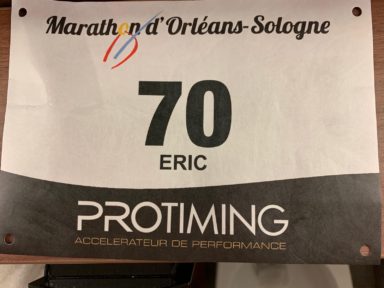 Marathon d'Orléans-Sologne
70
ERIC
PROTIMING
ACCELERATEUR DE PERFORMANCE